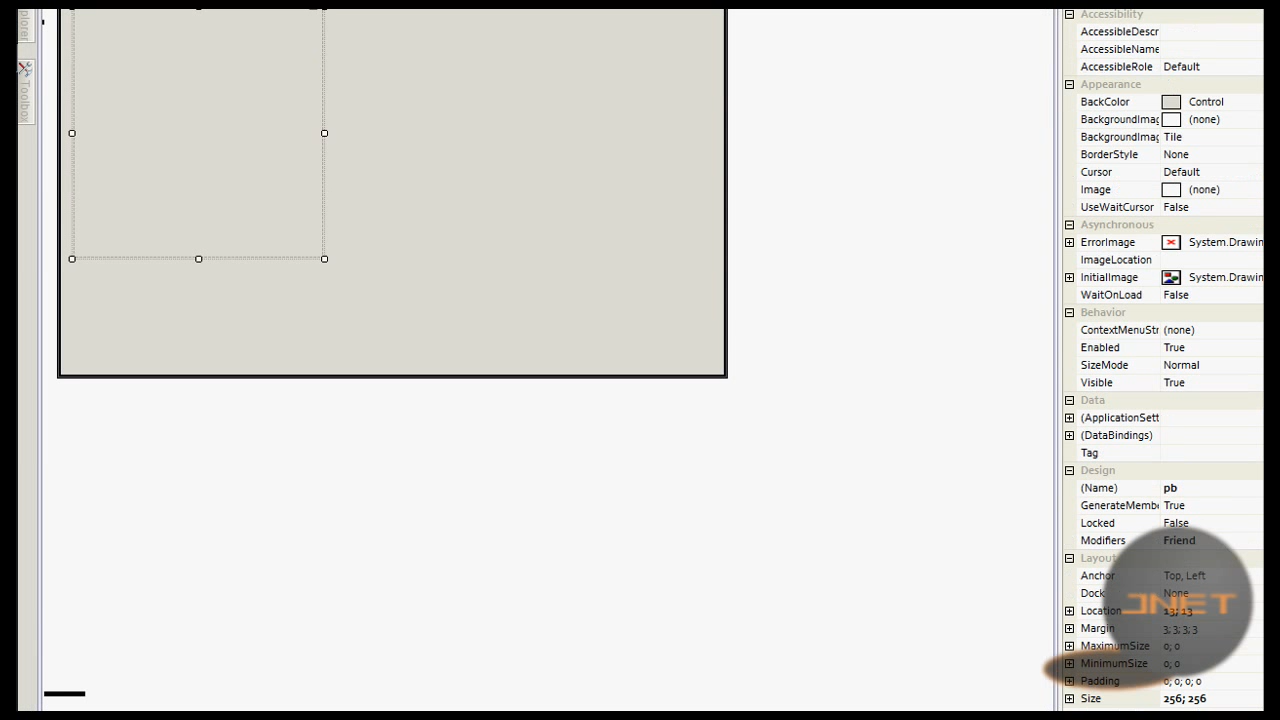 Toolbox
Accessibility
AccessibleDescr
AccessibleName
AccessibleRole Default
Appearance
BackColor Control
BackgroundImag (none)
BackgroundImag Tile
BorderStyle None
Cursor Default
Image (none)
UseWaitCursor False
Asynchronous
ErrorImage System.Drawin
ImageLocation
InitialImage System.Drawin
WaitOnLoad False
Behavior
ContextMenuStr (none)
Enabled True
SizeMode Normal
Visible True
Data
(ApplicationSett
(DataBindings)
Tag
Design
(Name) pb
GenerateMembe True
Locked False
Modifiers Friend
Layout
Anchor Top, Left
Dock None
Location 13; 13
Margin 3; 3; 3; 3
MaximumSize 0; 0
MinimumSize 0; 0
Padding 0; 0; 0; 0
Size 256; 256
JNET